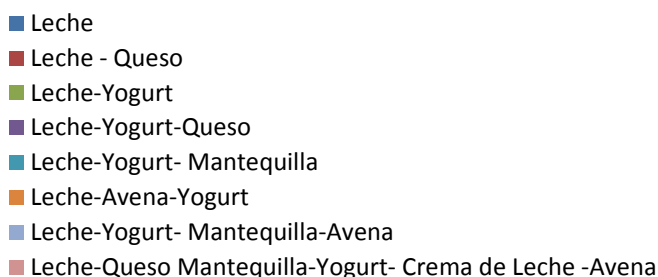 Leche
Leche - Queso
Leche-Yogurt
Leche-Yogurt-Queso
Leche-Yogurt- Mantequilla
Leche-Avena-Yogurt
Leche-Yogurt- Mantequilla-Avena
Leche-Queso Mantequilla-Yogurt- Crema de Leche -Avena